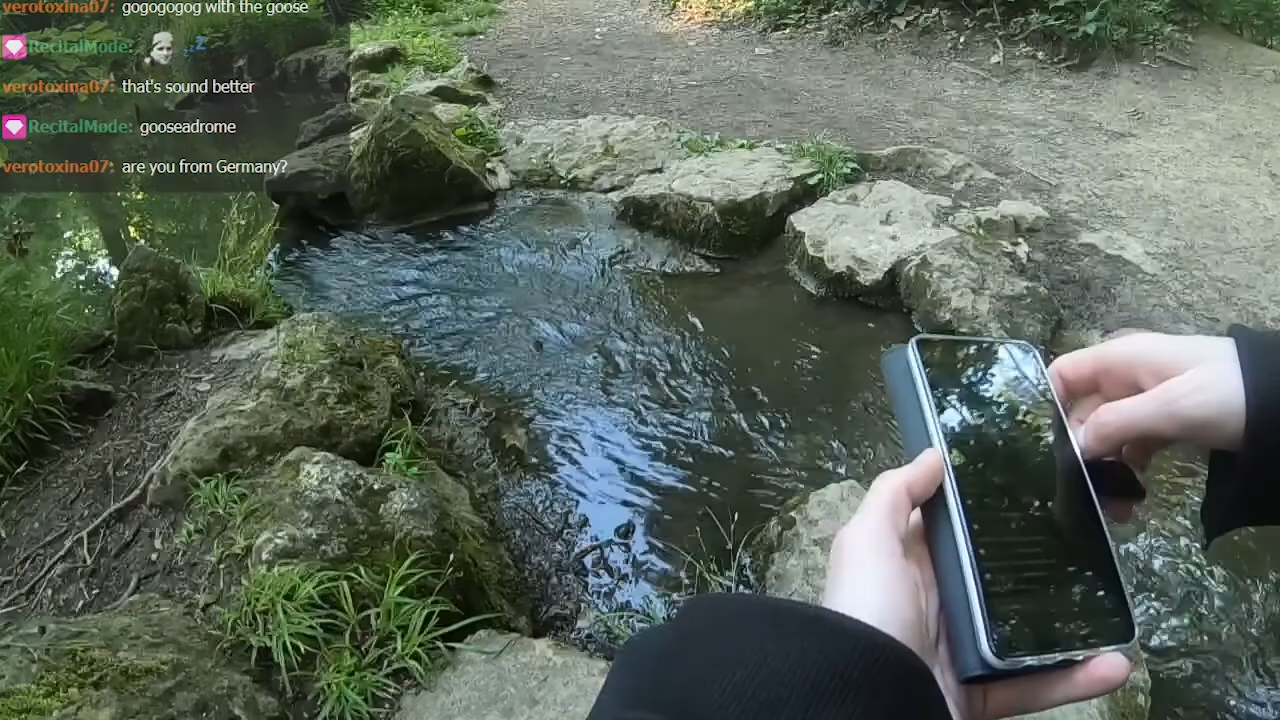 verotoxina07: gogogogog with the goose
RecitalMode:
verotoxina07: that's sound better
RecitalMode: gooseadrome
verotoxina07: are you from Germany?